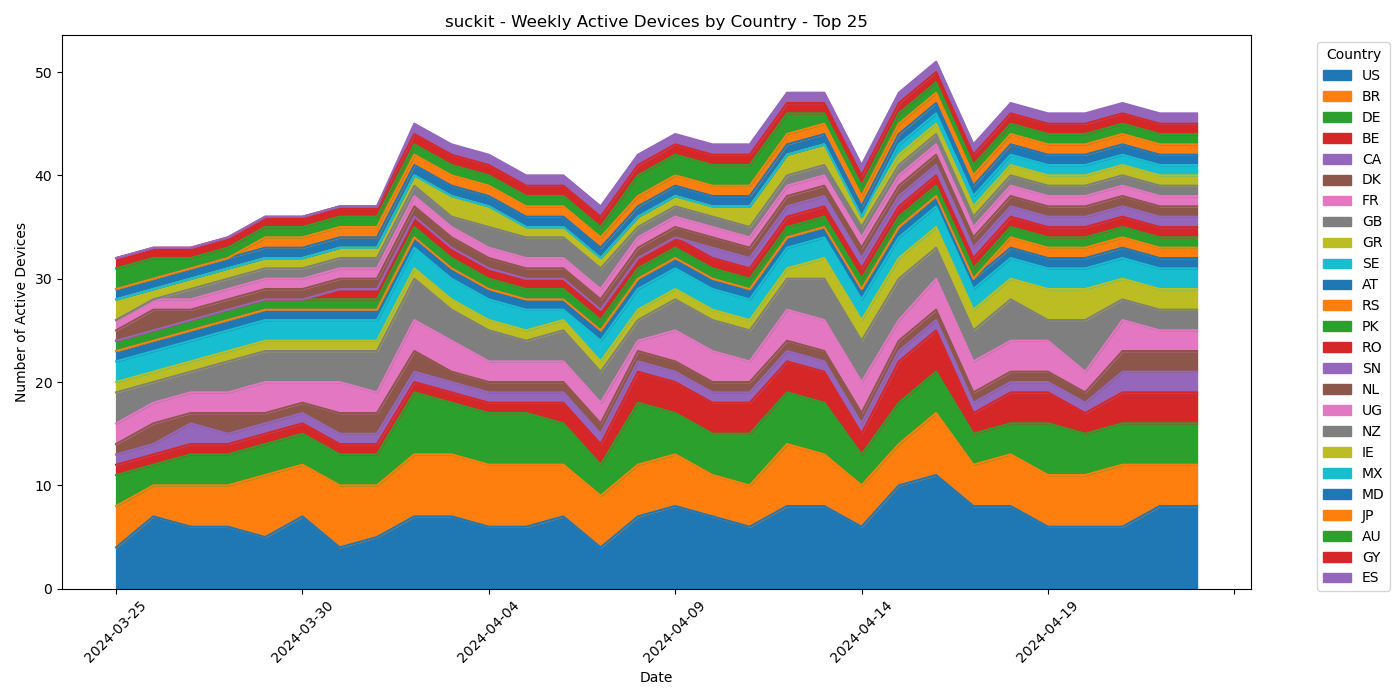 suckit - Weekly Active Devices by Country - Top 25
Number of Active Devices
50
40
30
20
10
0
2024-03-25
2024-03-30
2024-04-04
2024-04-09
2024-04-14
2024-04-19
Date
Country
US
BR
DE
BE
CA
DK
FR
GB
GR
SE
AT
RS
PK
RO
SN
NL
UG
NZ
IE
MX
MD
JP
AU
GY
ES